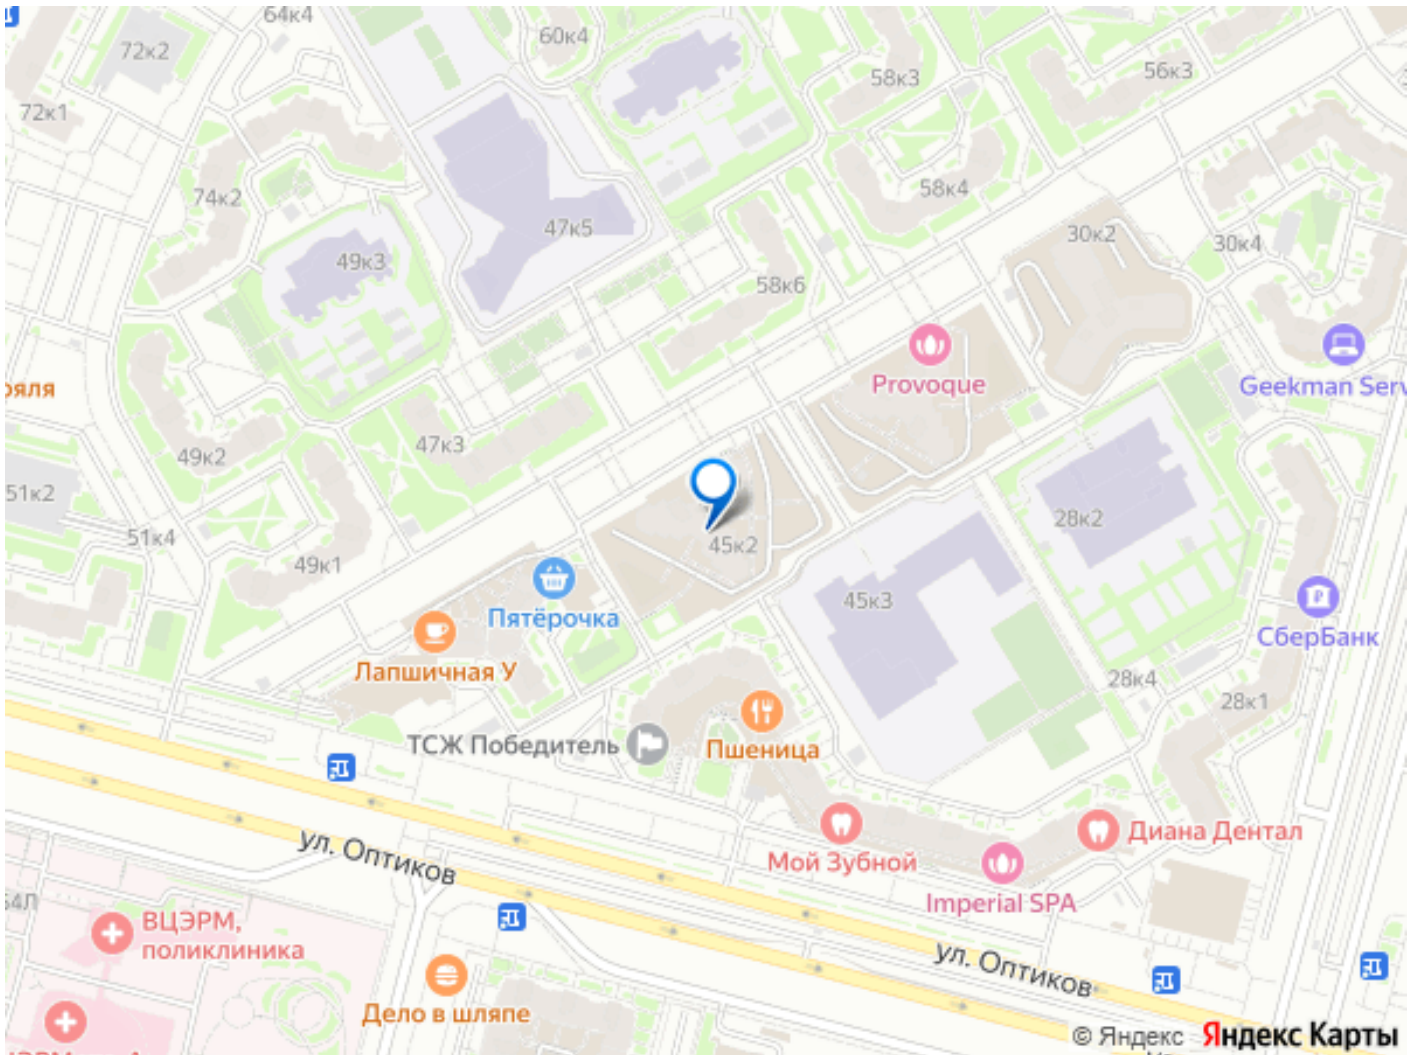 64к4
60к4
72к2
58к3
56к3
72к1
74к2
58к4
47к5
30к2
30к4
49к3
58к6
Provoque
Geekman Serv
47к3
49к2
51к2
28к2
51к4
45к2
49к1
45к3
Пятёрочка
СберБанк
Лапшичная У
28к4
28к1
ТСЖ Победитель
Пшеница
ул. Оптиков
Диана Дентал
Мой Зубной
Imperial SPA
54Л
ВЦЭРМ,
поликлиника
ул. Оптиков
Дело в шляпе
© Яндекс Яндекс Карты